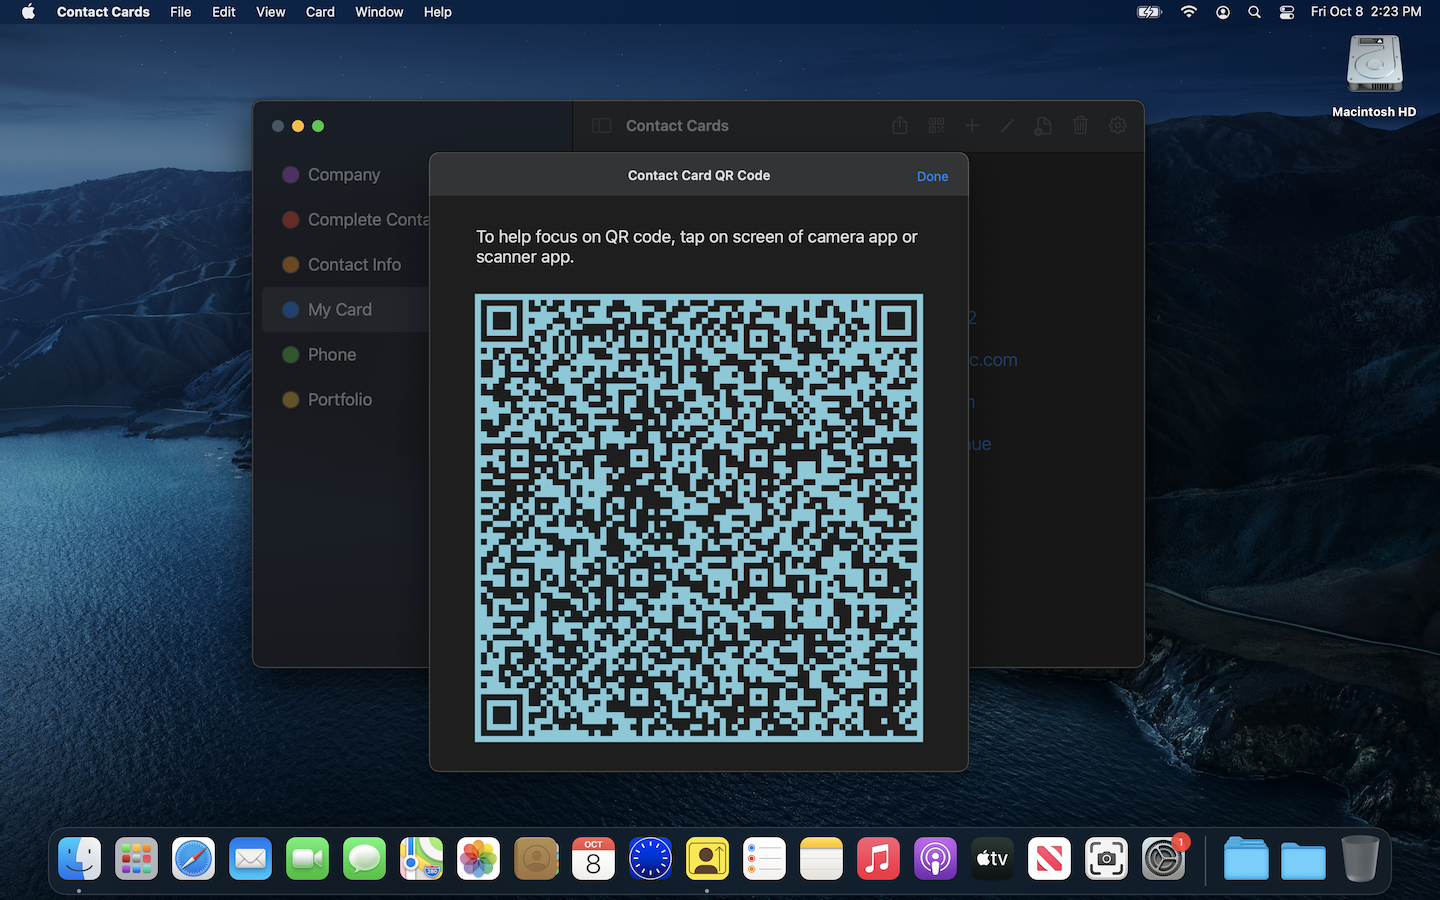 Contact Cards File Edit View Card Window Help Fri Oct 8 2:23 PM
Macintosh HD
Contact Cards
Company
Complete Conta
Contact Info
My Card
Phone
Portfolio
Contact Card QR Code Done
To help focus on QR code, tap on screen of camera app or
scanner app.
2
c.com
ue
OCT
8
280
tv
1